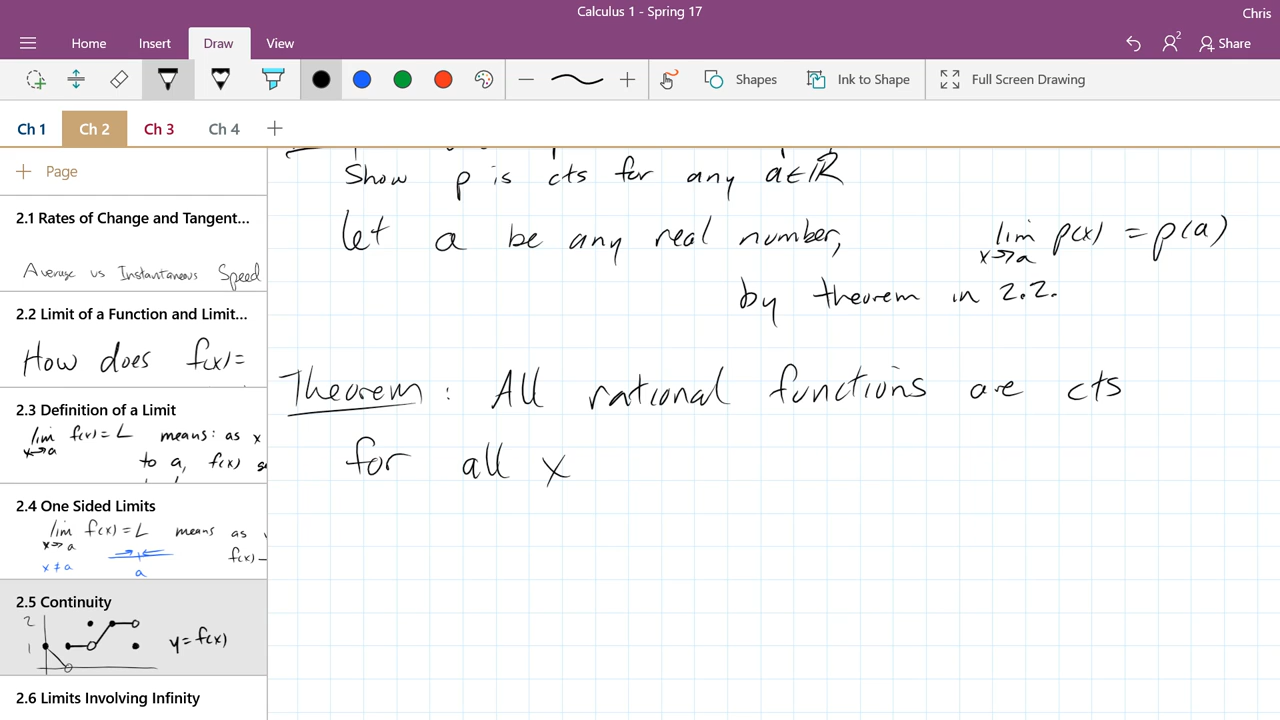 Calculus 1 - Spring 17
Chris
Home Insert Draw View
Share
Shapes Ink to Shape Full Screen Drawing
Ch 1 Ch 2 Ch 3 Ch 4
Page
2.1 Rates of Change and Tangent...
Average vs Instantaneous Speed
2.2 Limit of a Function and Limit...
How does f(x)=
2.3 Definition of a Limit
lim f(x) = L means: as x
x→a to a, f(x)
2.4 One Sided Limits
lim f(x) = L means as
x→a f(x)
x≠a a
2.5 Continuity
2
1
y=f(x)
2.6 Limits Involving Infinity
Show p is cts for any a∈ℝ
let a be any real number, lim p(x) = p(a)
x→a
by theorem in 2.2.
Theorem: All rational functions are cts
for all x